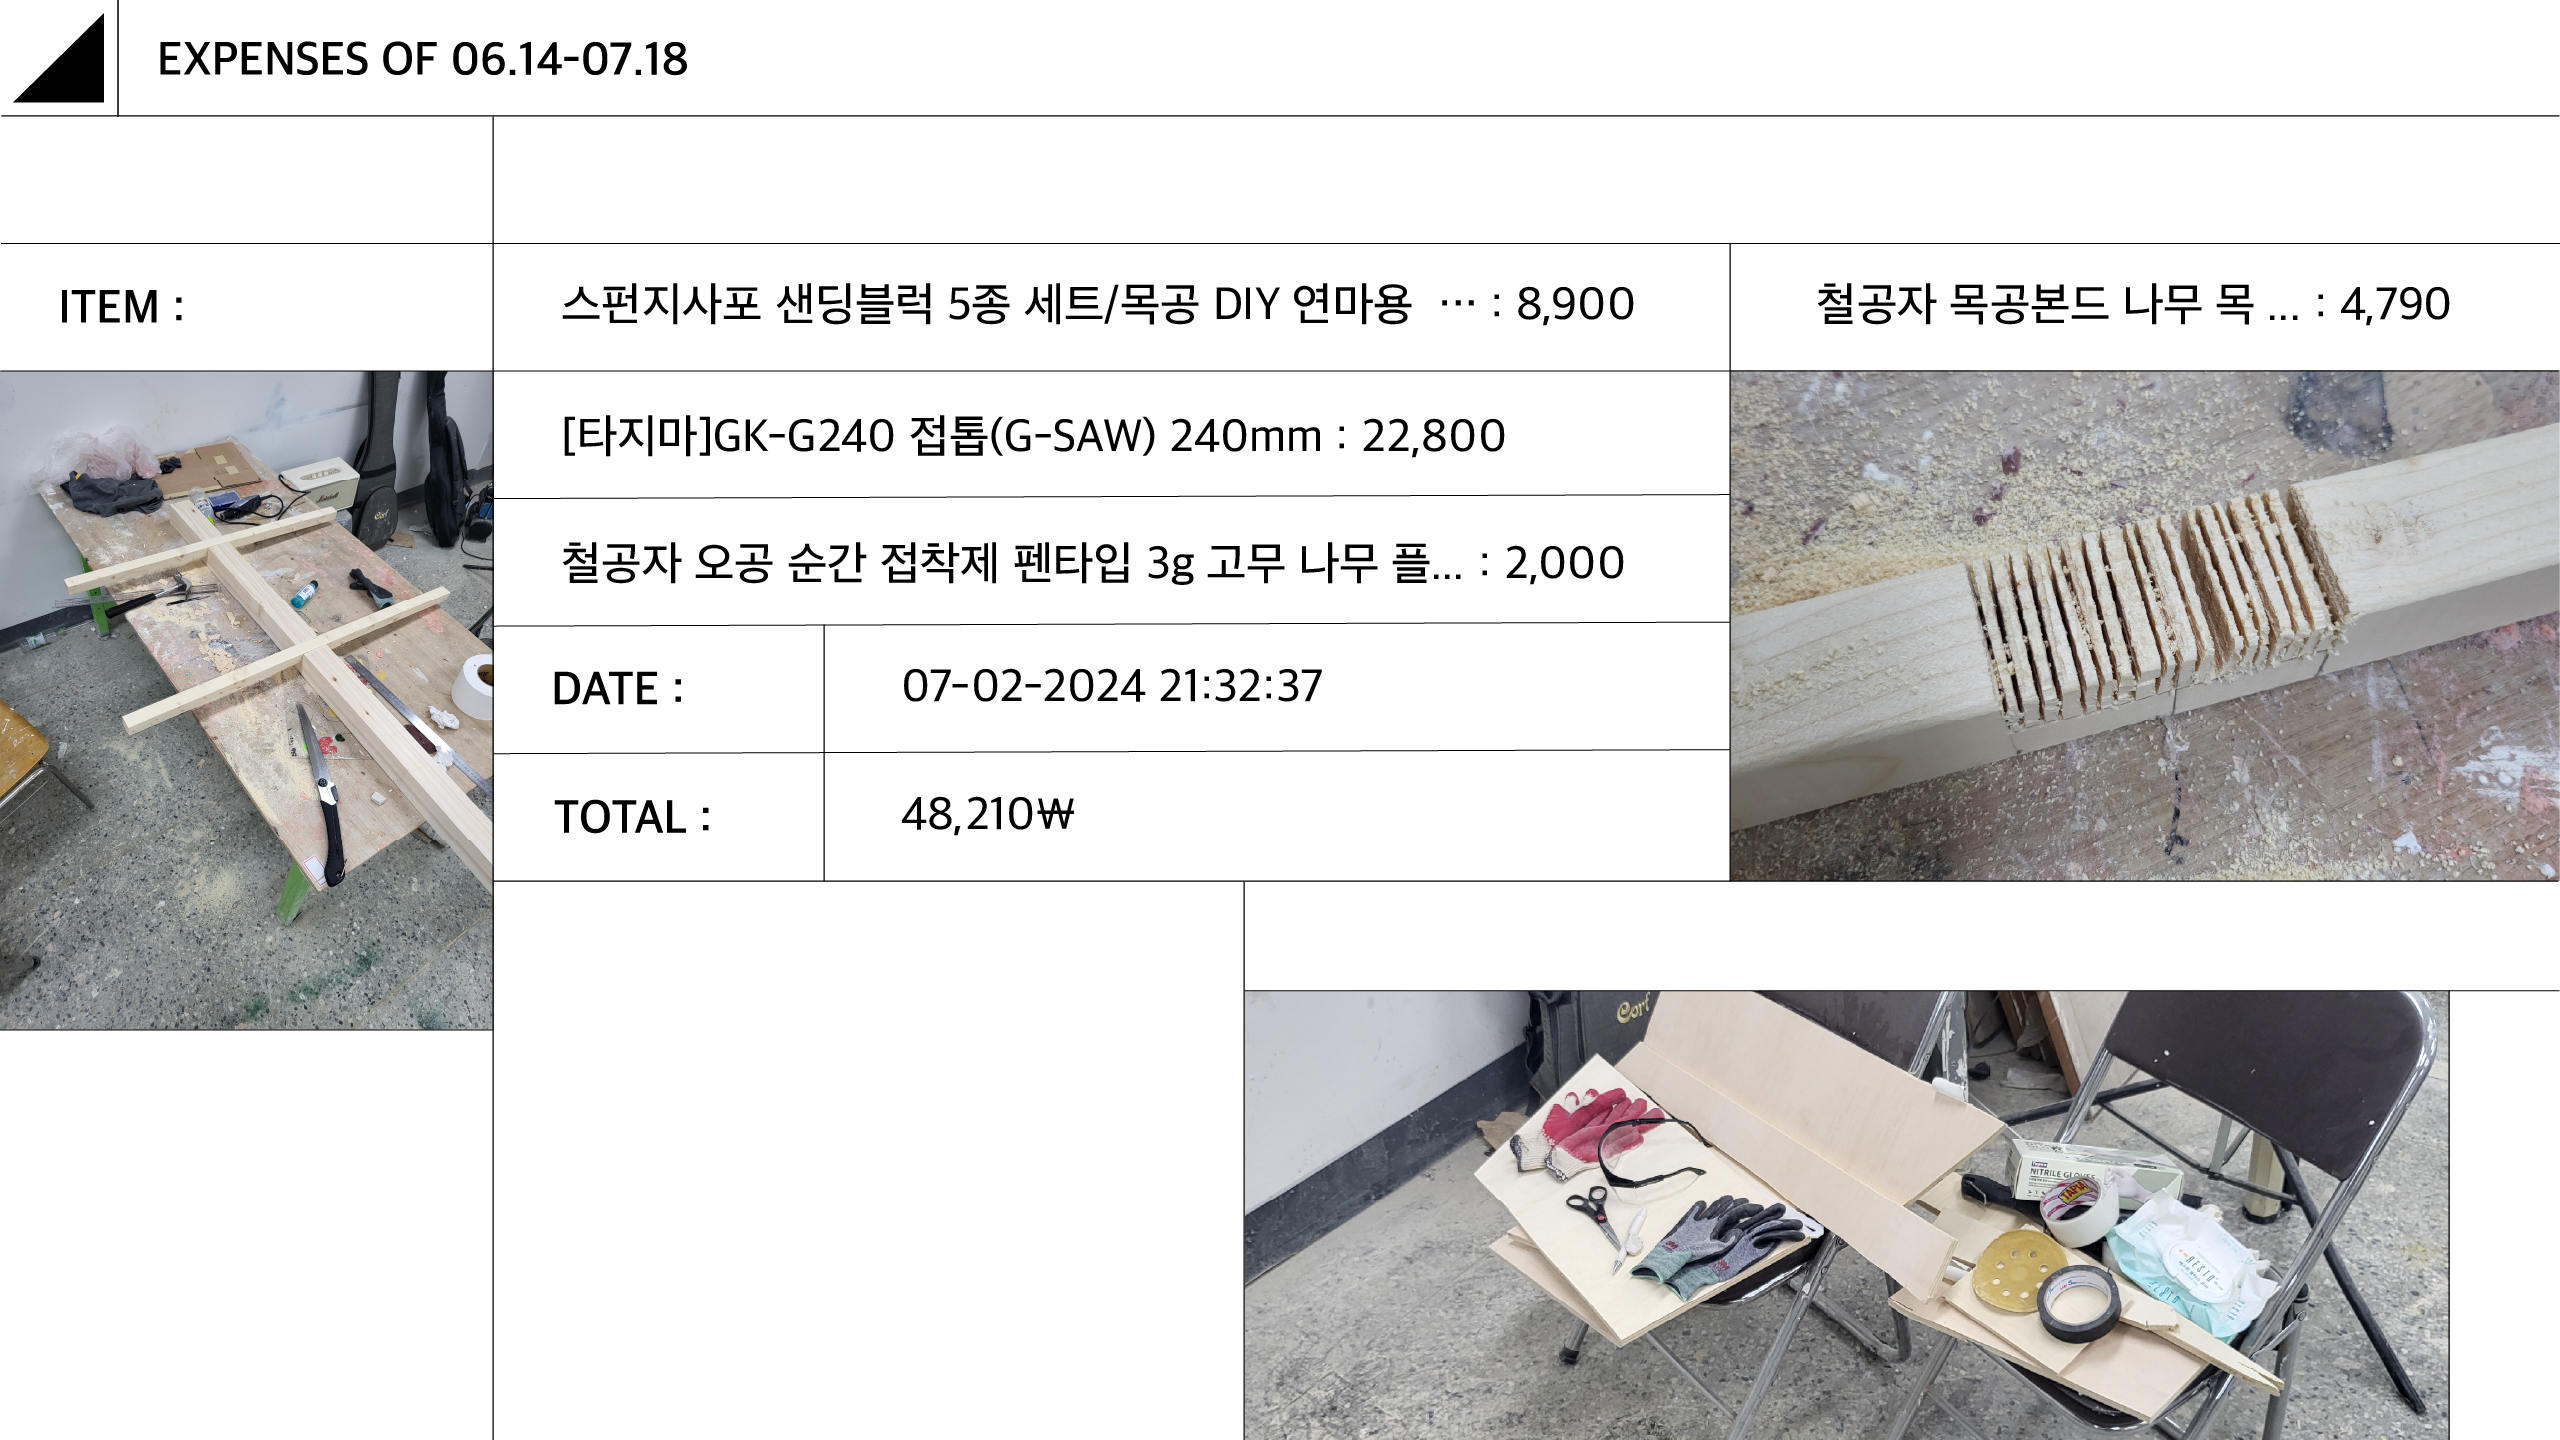 EXPENSES OF 06.14-07.18
ITEM :
스펀지사포 샌딩블럭 5종 세트/목공 DIY 연마용 … : 8,900
철공자 목공본드 나무 목 ... : 4,790
[타지마]GK-G240 접톱(G-SAW) 240mm : 22,800
철공자 오공 순간 접착제 펜타입 3g 고무 나무 플... : 2,000
DATE :
07-02-2024 21:32:37
TOTAL :
48,210₩
Cort
Cort
NITRILE GLOVES
TAPIA